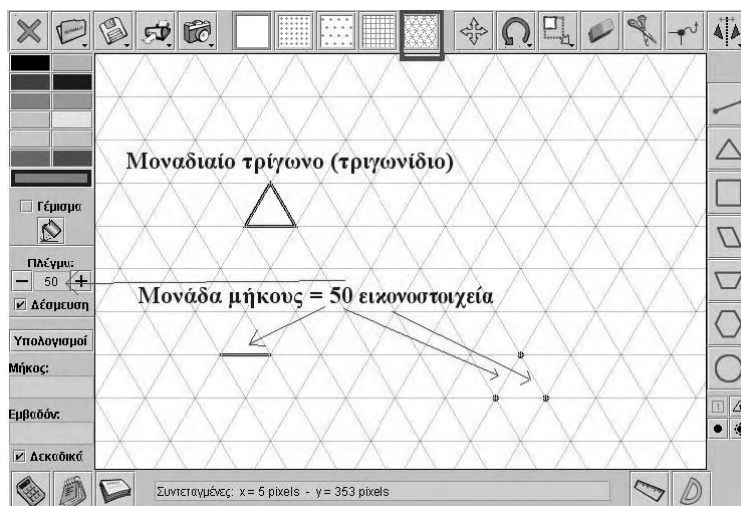 Μοναδιαίο τρίγωνο (τριγωνίδιο)
Γέμισμα
Πλέγμα:
50
Δέσμευση
Μονάδα μήκους = 50 εικονοστοιχεία
Υπολογισμοί
Μήκος:
Εμβαδόν:
Δεκαδικά
Συντεταγμένες: x = 5 pixels - y = 353 pixels